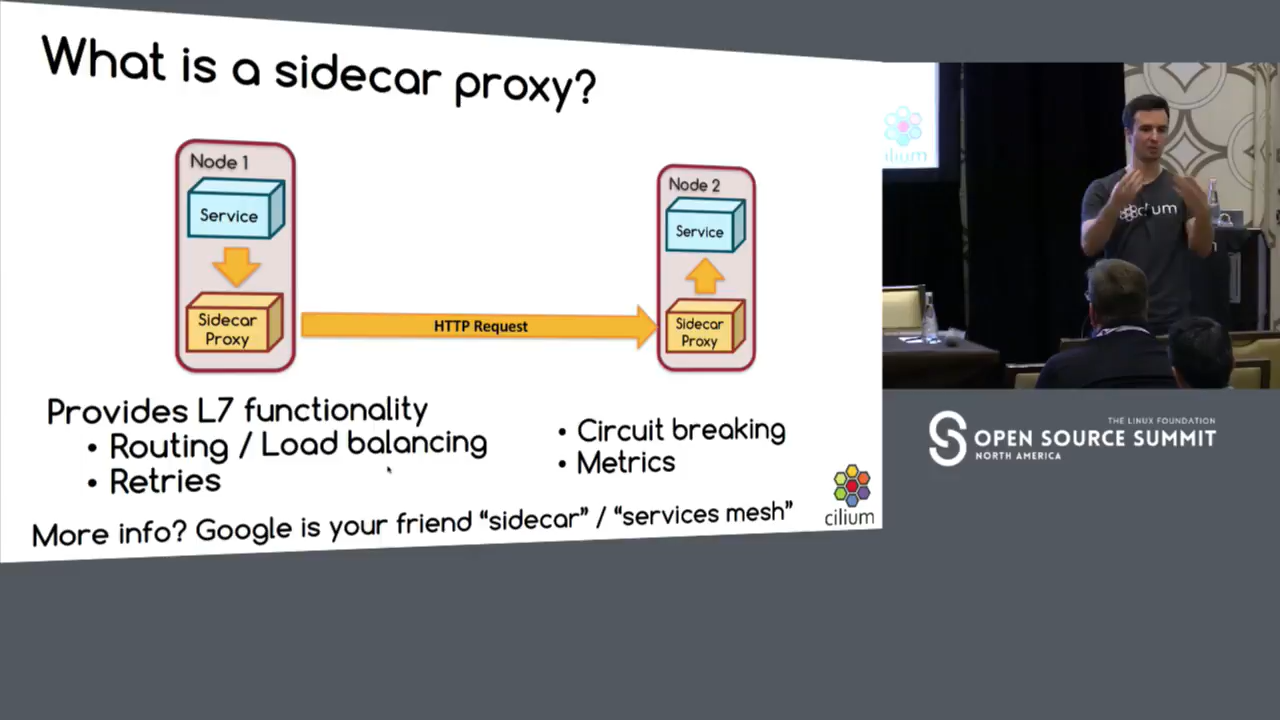 What is a sidecar proxy?
Node 1
Service
Sidecar
Proxy
HTTP Request
Node 2
Service
Sidecar
Proxy
Provides L7 functionality
• Routing / Load balancing
• Retries
• Circuit breaking
• Metrics
More info? Google is your friend “sidecar” / “services mesh”
cilium
cilium
cilium
THE LINUX FOUNDATION
OPEN SOURCE SUMMIT
NORTH AMERICA